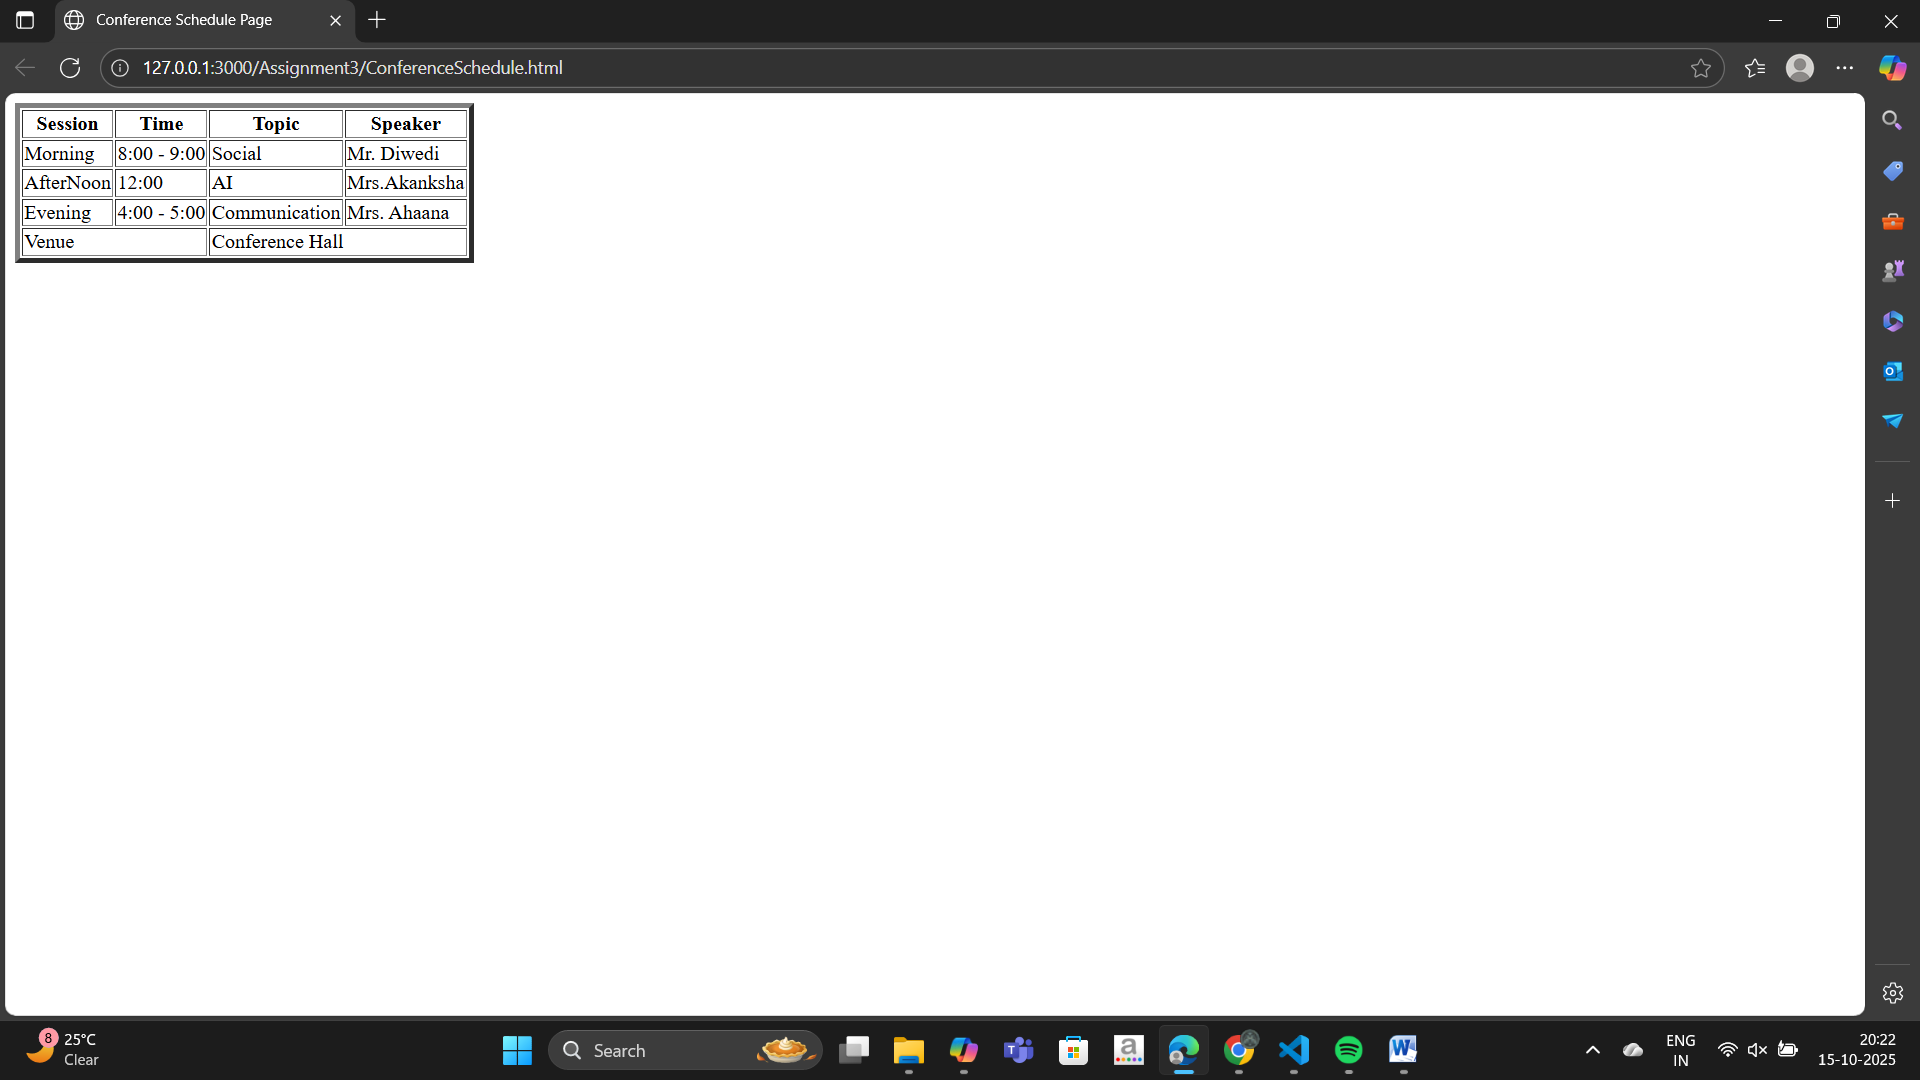 Conference Schedule Page
127.0.0.1:3000/Assignment3/ConferenceSchedule.html
Session Time Topic Speaker
Morning 8:00 - 9:00 Social Mr. Diwedi
AfterNoon 12:00 AI Mrs.Akanksha
Evening 4:00 - 5:00 Communication Mrs. Ahaana
Venue Conference Hall
8 25°C
Clear
Search
ENG
IN
20:22
15-10-2025